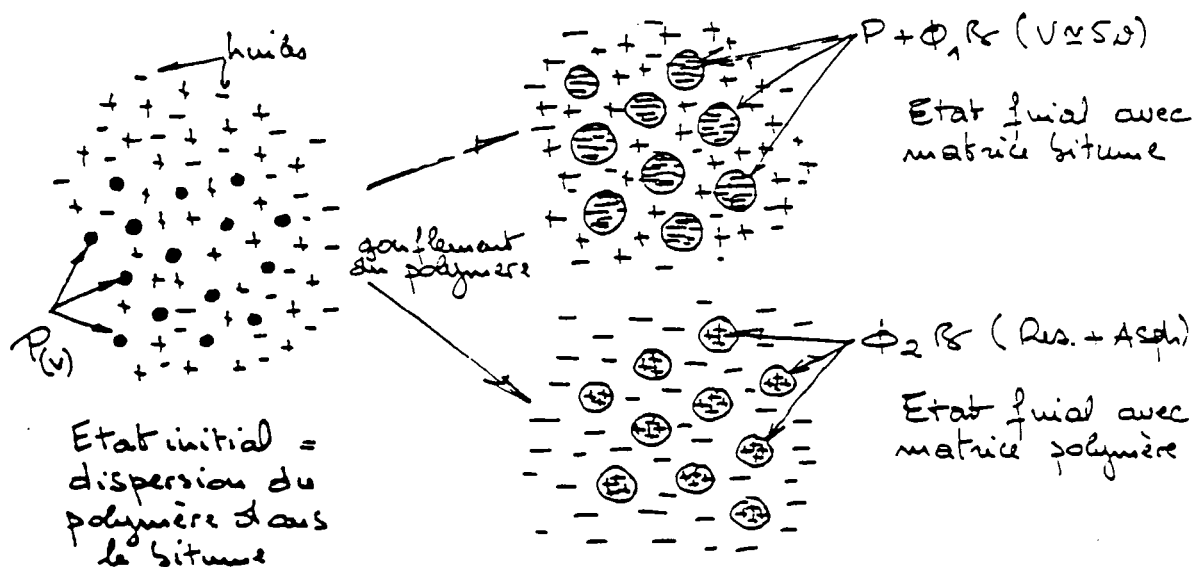 huiles
P(v)
Etat initial =
dispersion du
polymère dans
le bitume
gonflement
du polymère
P + Φ₁ B (V ≃ 5v)
Etat final avec
matrice bitume
Φ₂ B (Res. + Asph)
Etat final avec
matrice polymère